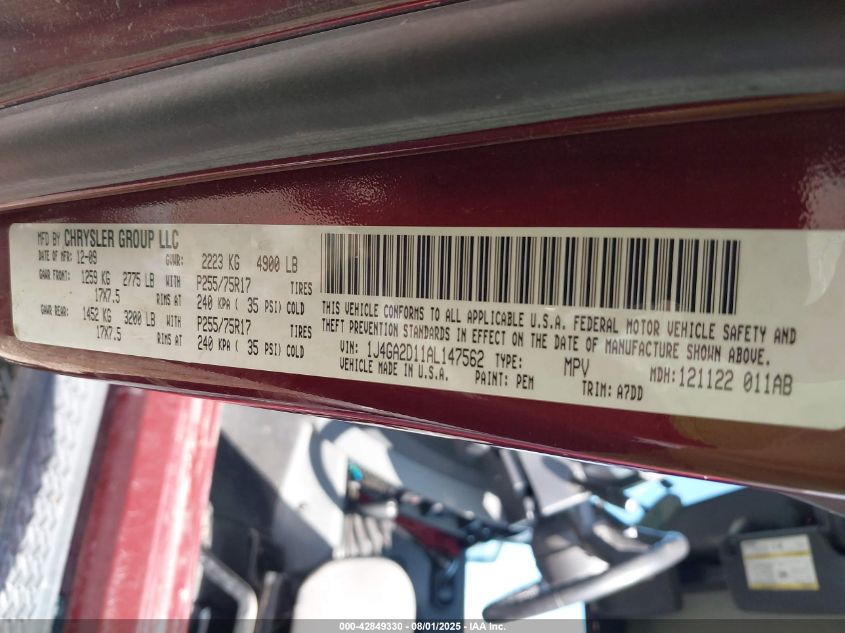 MFD BY CHRYSLER GROUP LLC
DATE OF MFR: 12-09 GVWR: 2223 KG 4900 LB
GAWR FRONT: 1259 KG 2775 LB WITH P255/75R17 TIRES
17X7.5 RIMS AT 240 KPA ( 35 PSI) COLD
GAWR REAR: 1452 KG 3200 LB WITH P255/75R17 TIRES
17X7.5 RIMS AT 240 KPA ( 35 PSI) COLD
THIS VEHICLE CONFORMS TO ALL APPLICABLE U.S.A. FEDERAL MOTOR VEHICLE SAFETY AND
THEFT PREVENTION STANDARDS IN EFFECT ON THE DATE OF MANUFACTURE SHOWN ABOVE.
VIN: 1J4GA2D11AL147562 TYPE: MPV MDH:121122 011AB
VEHICLE MADE IN U.S.A. PAINT: PEM TRIM: A7DD
000-42849330 - 08/01/2025 - IAA Inc.